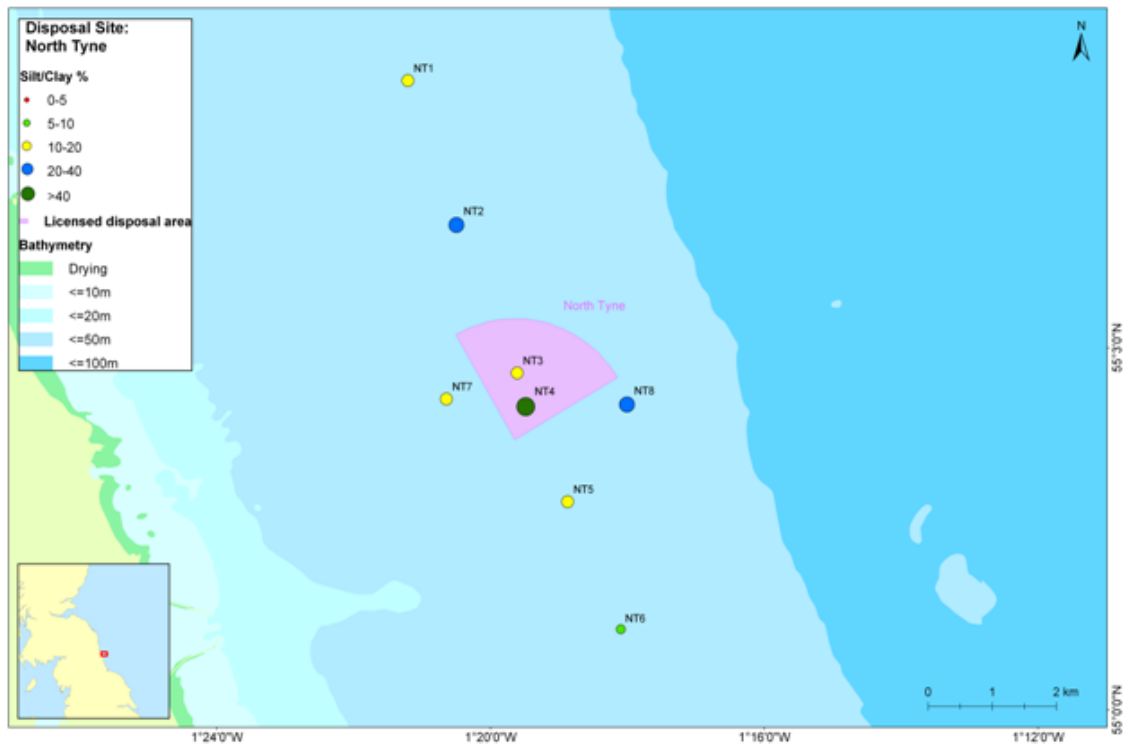 Disposal Site:
North Tyne
Silt/Clay %
0-5
5-10
10-20
20-40
>40
Licensed disposal area
Bathymetry
Drying
<=10m
<=20m
<=50m
<=100m
NT1
N
NT2
North Tyne
NT3
NT7
NT4
NT8
NT5
NT6
55°3'0"N
55°0'0"N
0 1 2 km
1°24'0"W 1°20'0"W 1°16'0"W 1°12'0"W